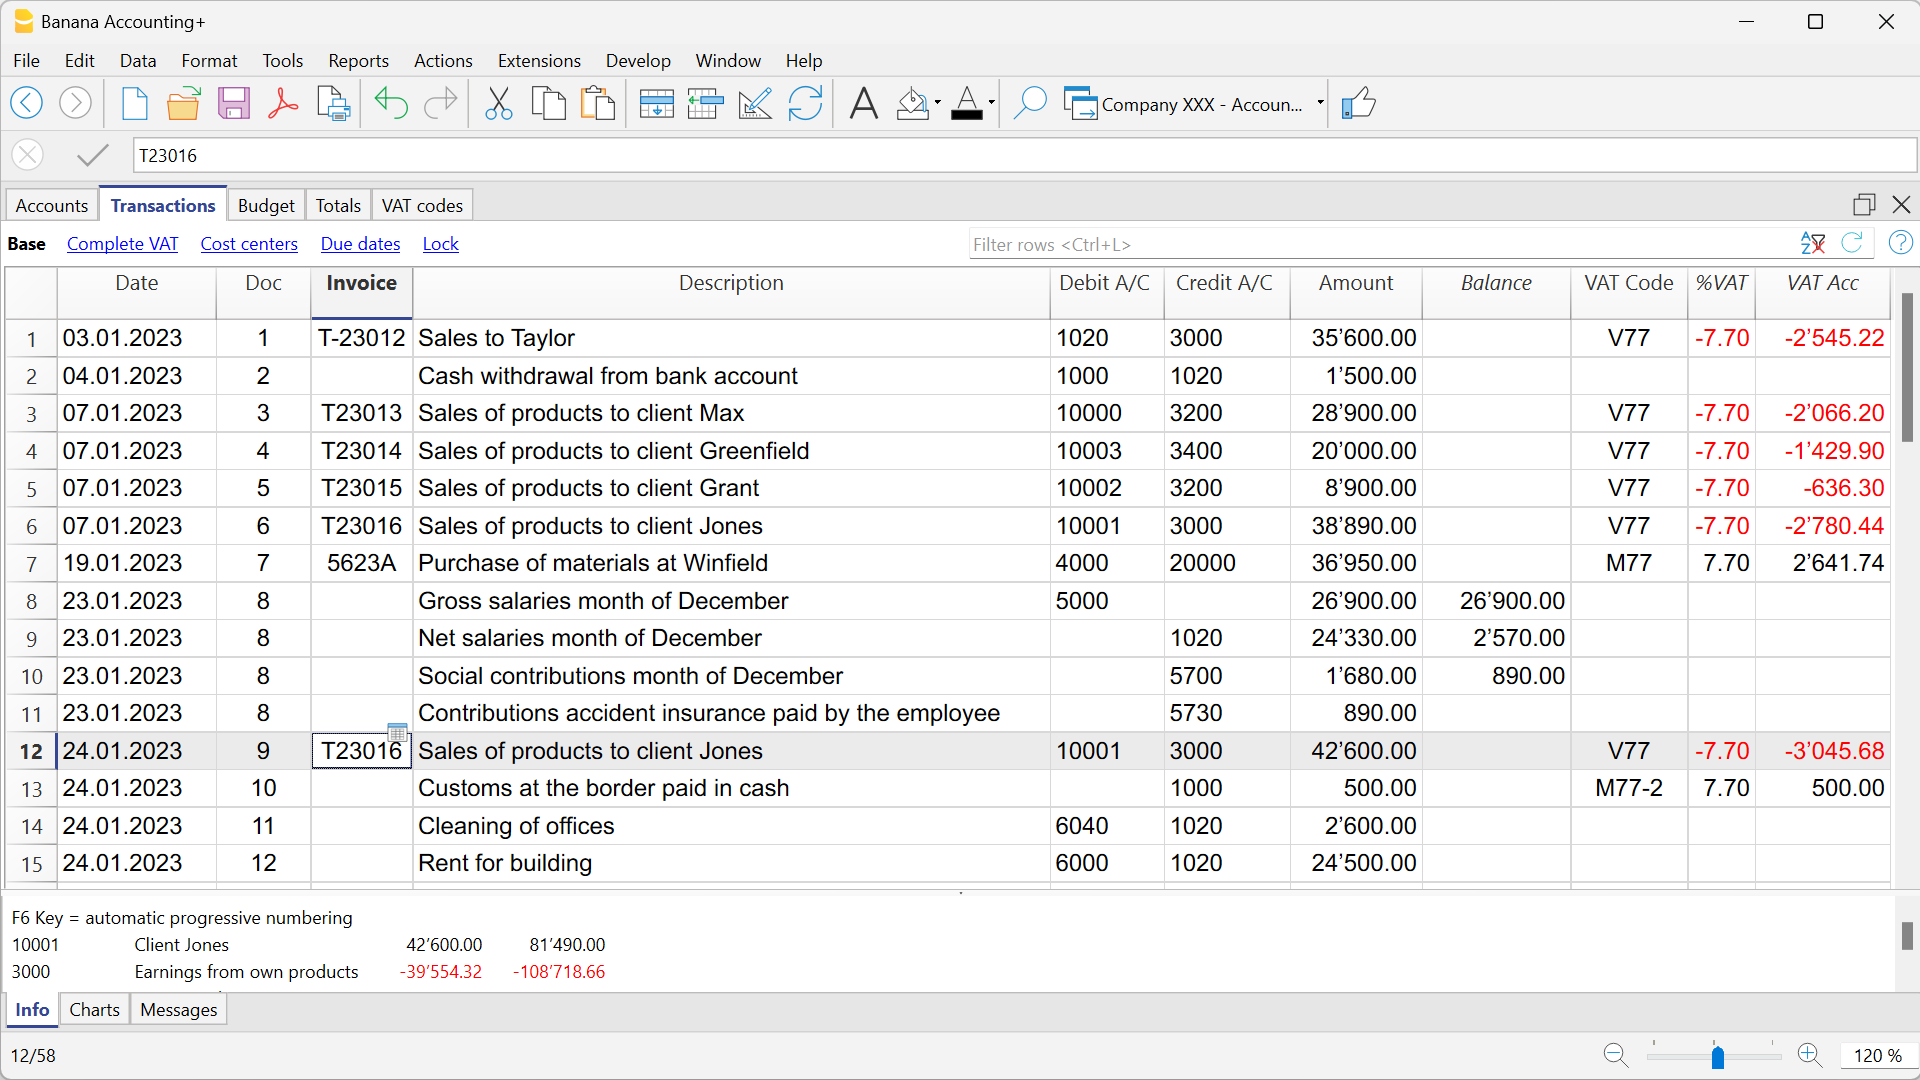 Banana Accounting+
File Edit Data Format Tools Reports Actions Extensions Develop Window Help
Company XXX - Accoun...
T23016
Accounts Transactions Budget Totals VAT codes
Base Complete VAT Cost centers Due dates Lock Filter rows <Ctrl+L>
Date Doc Invoice Description Debit A/C Credit A/C Amount Balance VAT Code %VAT VAT Acc
1 03.01.2023 1 T-23012 Sales to Taylor 1020 3000 35’600.00 V77 -7.70 -2’545.22
2 04.01.2023 2 Cash withdrawal from bank account 1000 1020 1’500.00
3 07.01.2023 3 T23013 Sales of products to client Max 10000 3200 28’900.00 V77 -7.70 -2’066.20
4 07.01.2023 4 T23014 Sales of products to client Greenfield 10003 3400 20’000.00 V77 -7.70 -1’429.90
5 07.01.2023 5 T23015 Sales of products to client Grant 10002 3200 8’900.00 V77 -7.70 -636.30
6 07.01.2023 6 T23016 Sales of products to client Jones 10001 3000 38’890.00 V77 -7.70 -2’780.44
7 19.01.2023 7 5623A Purchase of materials at Winfield 4000 20000 36’950.00 M77 7.70 2’641.74
8 23.01.2023 8 Gross salaries month of December 5000 26’900.00 26’900.00
9 23.01.2023 8 Net salaries month of December 1020 24’330.00 2’570.00
10 23.01.2023 8 Social contributions month of December 5700 1’680.00 890.00
11 23.01.2023 8 Contributions accident insurance paid by the employee 5730 890.00
12 24.01.2023 9 T23016 Sales of products to client Jones 10001 3000 42’600.00 V77 -7.70 -3’045.68
13 24.01.2023 10 Customs at the border paid in cash 1000 500.00 M77-2 7.70 500.00
14 24.01.2023 11 Cleaning of offices 6040 1020 2’600.00
15 24.01.2023 12 Rent for building 6000 1020 24’500.00
F6 Key = automatic progressive numbering
10001 Client Jones 42’600.00 81’490.00
3000 Earnings from own products -39’554.32 -108’718.66
Info Charts Messages
12/58 120 %